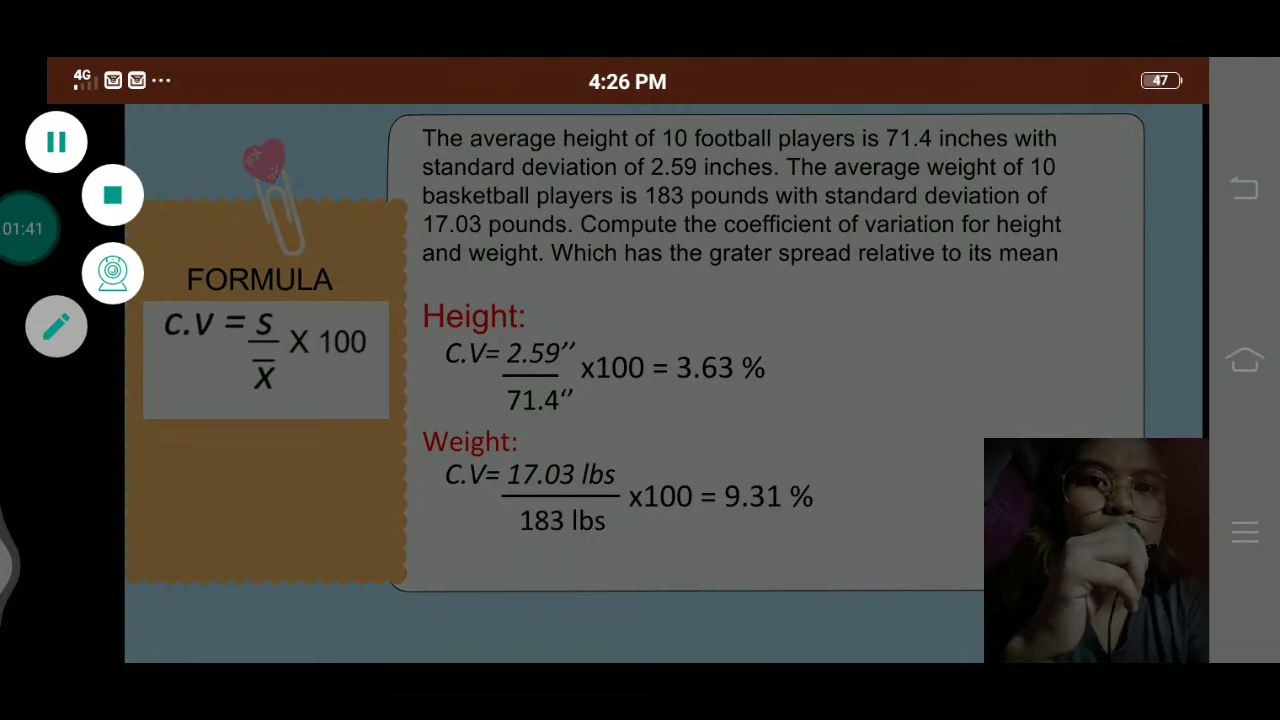 4G
4:26 PM
47
01:41
The average height of 10 football players is 71.4 inches with
standard deviation of 2.59 inches. The average weight of 10
basketball players is 183 pounds with standard deviation of
17.03 pounds. Compute the coefficient of variation for height
and weight. Which has the grater spread relative to its mean
FORMULA
C.V = s
x̅ X 100
Height:
C.V= 2.59’’
71.4‘’ x100 = 3.63 %
Weight:
C.V= 17.03 lbs
183 lbs x100 = 9.31 %